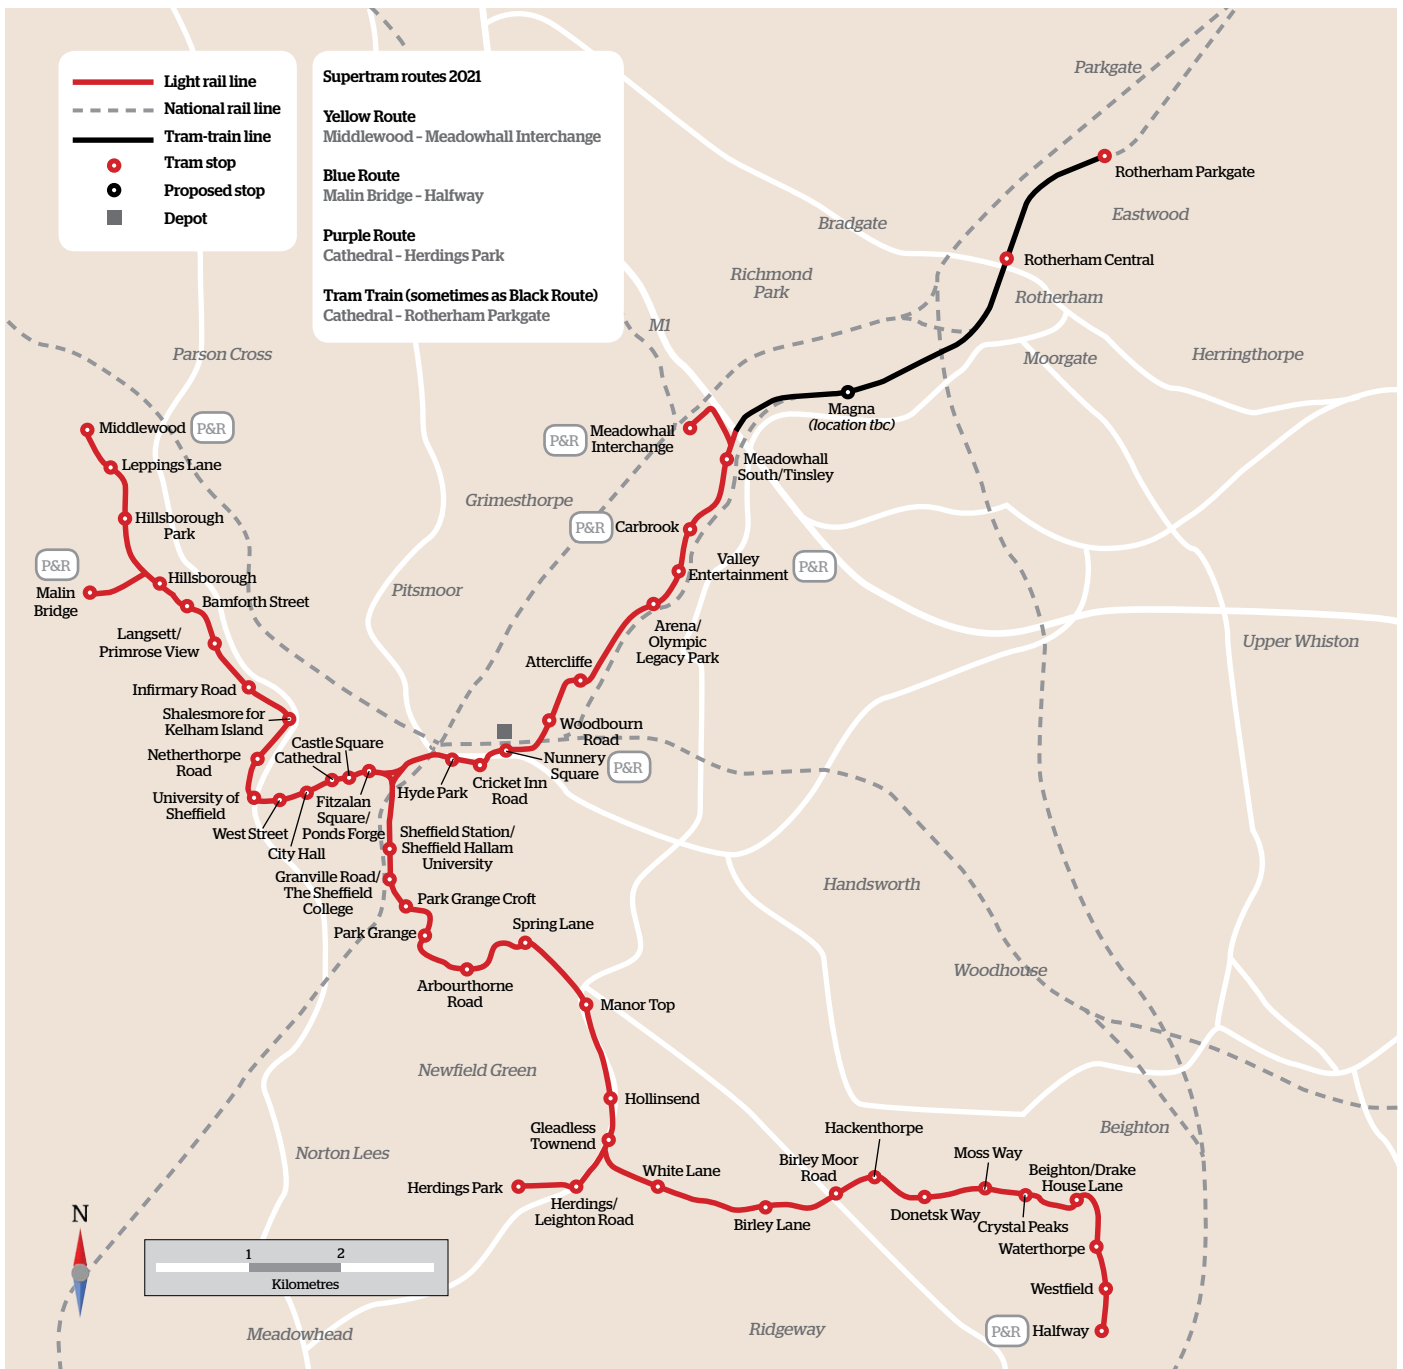 Light rail line
National rail line
Tram-train line
Tram stop
Proposed stop
Depot
Supertram routes 2021
Yellow Route
Middlewood – Meadowhall Interchange
Blue Route
Malin Bridge – Halfway
Purple Route
Cathedral – Herdings Park
Tram Train (sometimes as Black Route)
Cathedral – Rotherham Parkgate
Parkgate
Rotherham Parkgate
Eastwood
Bradgate
Rotherham Central
Richmond
Park
Rotherham
M1
Parson Cross
Moorgate
Herringthorpe
Magna
(location tbc)
Middlewood
P&R
Leppings Lane
P&R
Meadowhall
Interchange
Meadowhall
South/Tinsley
Grimesthorpe
Hillsborough
Park
P&R
Carbrook
P&R
Malin
Bridge
Hillsborough
Valley
Entertainment
P&R
Pitsmoor
Bamforth Street
Langsett/
Primrose View
Arena/
Olympic
Legacy Park
Upper Whiston
Attercliffe
Infirmary Road
Shalesmore for
Kelham Island
Woodbourn
Road
Netherthorpe
Road
Castle Square
Cathedral
Nunnery
Square
P&R
Hyde Park
Cricket Inn
Road
University of
Sheffield
Fitzalan
Square/
Ponds Forge
West Street
City Hall
Sheffield Station/
Sheffield Hallam
University
Granville Road/
The Sheffield
College
Handsworth
Park Grange Croft
Park Grange
Spring Lane
Woodhouse
Arbourthorne
Road
Manor Top
Newfield Green
Hollinsend
Gleadless
Townend
Hackenthorpe
Beighton
Norton Lees
Birley Moor
Road
Moss Way
Beighton/Drake
House Lane
White Lane
Herdings Park
Herdings/
Leighton Road
Birley Lane
Donetsk Way
Crystal Peaks
Waterthorpe
N
1 2
Kilometres
Westfield
Meadowhead
Ridgeway
P&R
Halfway